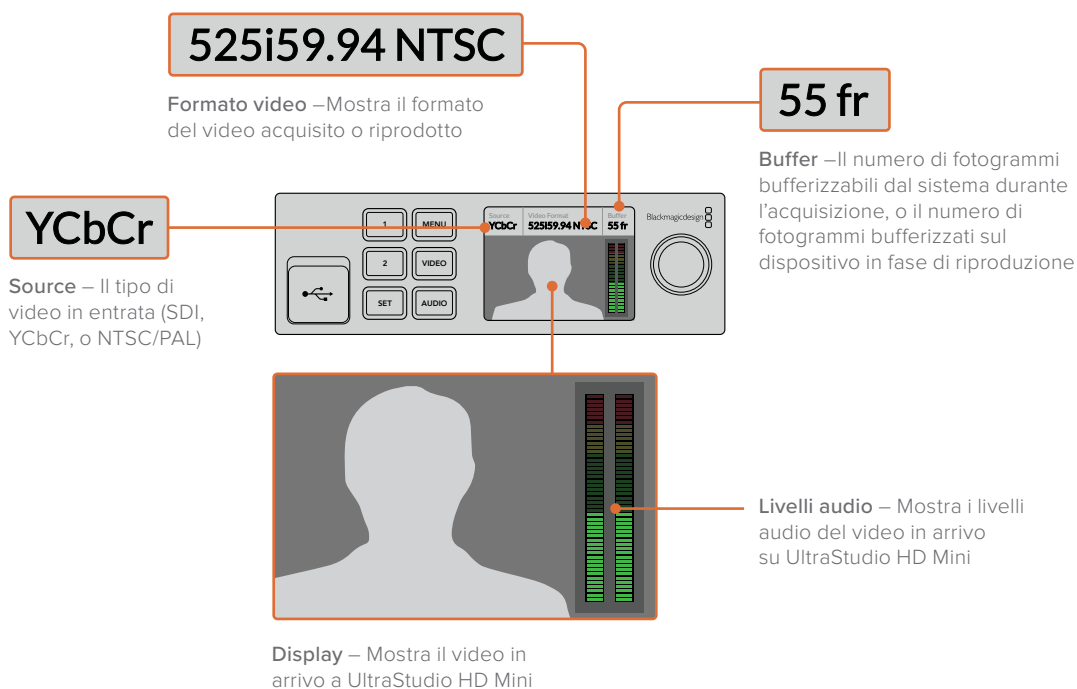 525i59.94 NTSC
Formato video –Mostra il formato
del video acquisito o riprodotto
55 fr
Buffer –Il numero di fotogrammi
bufferizzabili dal sistema durante
l’acquisizione, o il numero di
fotogrammi bufferizzati sul
dispositivo in fase di riproduzione
YCbCr
Source – Il tipo di
video in entrata (SDI,
YCbCr, o NTSC/PAL)
1
MENU
2
VIDEO
SET
AUDIO
Source
YCbCr
Video Format
525I59.94 NTSC
Buffer
55 fr
Blackmagicdesign
Livelli audio – Mostra i livelli
audio del video in arrivo
su UltraStudio HD Mini
Display – Mostra il video in
arrivo a UltraStudio HD Mini